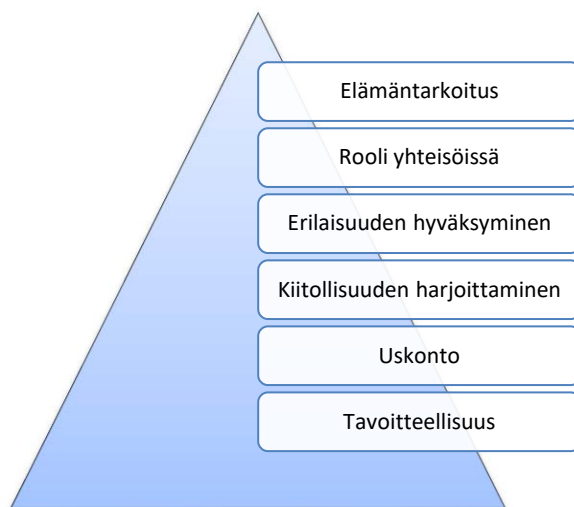 Elämäntarkoitus
Rooli yhteisöissä
Erilaisuuden hyväksyminen
Kiitollisuuden harjoittaminen
Uskonto
Tavoitteellisuus